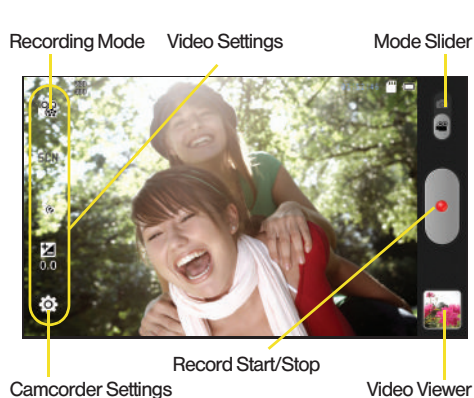 Recording Mode
Video Settings
Mode Slider
SCN
0.0
Record Start/Stop
Camcorder Settings
Video Viewer